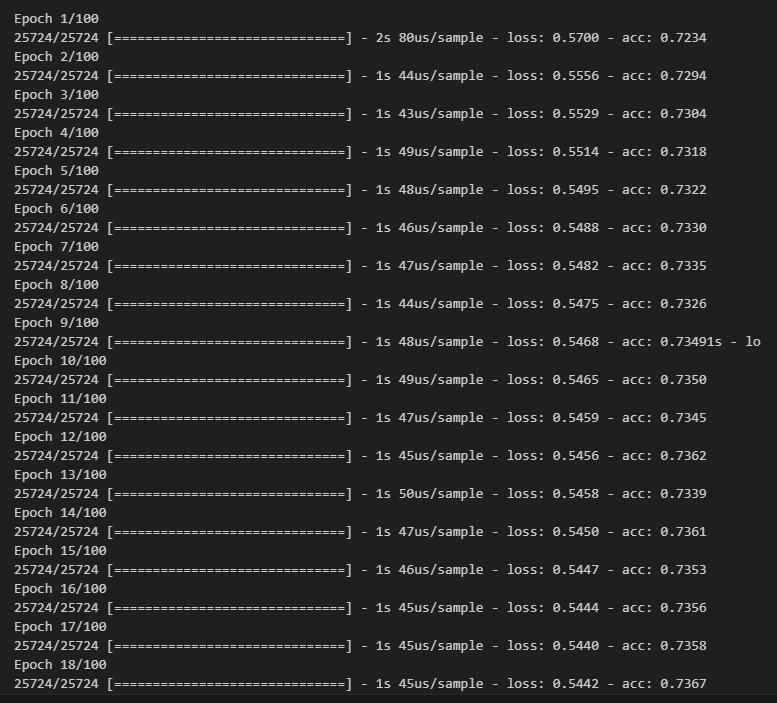 Epoch 1/100
25724/25724 [==============================] - 2s 80us/sample - loss: 0.5700 - acc: 0.7234
Epoch 2/100
25724/25724 [==============================] - 1s 44us/sample - loss: 0.5556 - acc: 0.7294
Epoch 3/100
25724/25724 [==============================] - 1s 43us/sample - loss: 0.5529 - acc: 0.7304
Epoch 4/100
25724/25724 [==============================] - 1s 49us/sample - loss: 0.5514 - acc: 0.7318
Epoch 5/100
25724/25724 [==============================] - 1s 48us/sample - loss: 0.5495 - acc: 0.7322
Epoch 6/100
25724/25724 [==============================] - 1s 46us/sample - loss: 0.5488 - acc: 0.7330
Epoch 7/100
25724/25724 [==============================] - 1s 47us/sample - loss: 0.5482 - acc: 0.7335
Epoch 8/100
25724/25724 [==============================] - 1s 44us/sample - loss: 0.5475 - acc: 0.7326
Epoch 9/100
25724/25724 [==============================] - 1s 48us/sample - loss: 0.5468 - acc: 0.73491s - lo
Epoch 10/100
25724/25724 [==============================] - 1s 49us/sample - loss: 0.5465 - acc: 0.7350
Epoch 11/100
25724/25724 [==============================] - 1s 47us/sample - loss: 0.5459 - acc: 0.7345
Epoch 12/100
25724/25724 [==============================] - 1s 45us/sample - loss: 0.5456 - acc: 0.7362
Epoch 13/100
25724/25724 [==============================] - 1s 50us/sample - loss: 0.5458 - acc: 0.7339
Epoch 14/100
25724/25724 [==============================] - 1s 47us/sample - loss: 0.5450 - acc: 0.7361
Epoch 15/100
25724/25724 [==============================] - 1s 46us/sample - loss: 0.5447 - acc: 0.7353
Epoch 16/100
25724/25724 [==============================] - 1s 45us/sample - loss: 0.5444 - acc: 0.7356
Epoch 17/100
25724/25724 [==============================] - 1s 45us/sample - loss: 0.5440 - acc: 0.7358
Epoch 18/100
25724/25724 [==============================] - 1s 45us/sample - loss: 0.5442 - acc: 0.7367